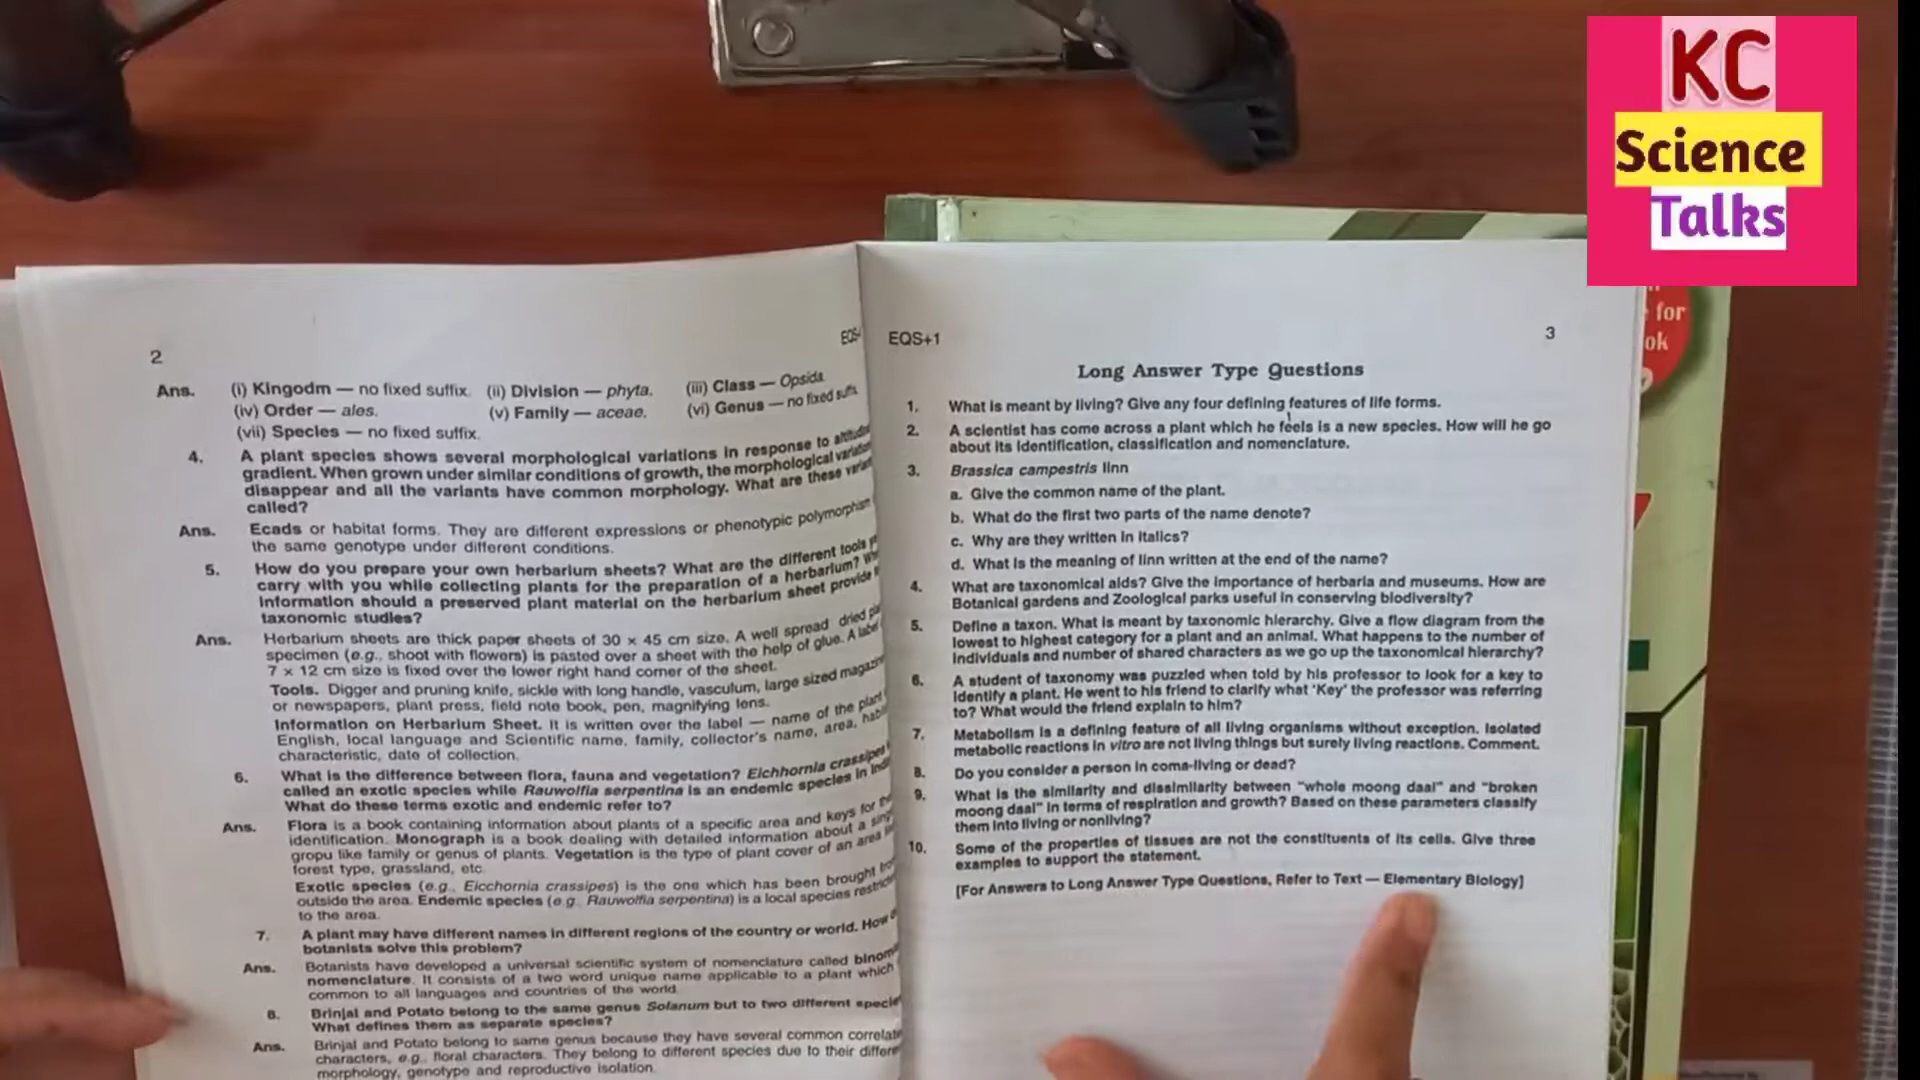 KC
Science
Talks
for
ok
2
EQS+1
3
Ans. (i) Kingodm — no fixed suffix. (ii) Division — phyta. (iii) Class — Opsida
(iv) Order — ales. (v) Family — aceae. (vi) Genus — no fixed suffix
(vii) Species — no fixed suffix.
4. A plant species shows several morphological variations in response to
gradient. When grown under similar conditions of growth, the morphological
disappear and all the variants have common morphology. What are these
called?
Ans. Ecads or habitat forms. They are different expressions or phenotypic polymorphism
the same genotype under different conditions.
5. How do you prepare your own herbarium sheets? What are the different tools
carry with you while collecting plants for the preparation of a herbarium?
information should a preserved plant material on the herbarium sheet provide
taxonomic studies?
Ans. Herbarium sheets are thick paper sheets of 30 × 45 cm size. A well spread dried
specimen (e.g., shoot with flowers) is pasted over a sheet with the help of glue. A label
7 × 12 cm size is fixed over the lower right hand corner of the sheet.
Tools. Digger and pruning knife, sickle with long handle, vasculum, large sized
or newspapers, plant press, field note book, pen, magnifying lens.
Information on Herbarium Sheet. It is written over the label — name of the plant
English, local language and Scientific name, family, collector's name, area,
characteristic, date of collection.
6. What is the difference between flora, fauna and vegetation? Eichhornia crassipes
called an exotic species while Rauwolfia serpentina is an endemic species in
What do these terms exotic and endemic refer to?
Ans. Flora is a book containing information about plants of a specific area and keys for
identification. Monograph is a book dealing with detailed information about a
gropu like family or genus of plants. Vegetation is the type of plant cover of an area
forest type, grassland, etc
Exotic species (e.g., Eicchornia crassipes) is the one which has been brought
outside the area. Endemic species (e.g., Rauwolfia serpentina) is a local species
to the area.
7. A plant may have different names in different regions of the country or world. How
botanists solve this problem?
Ans. Botanists have developed a universal scientific system of nomenclature called
nomenclature. It consists of a two word unique name applicable to a plant which
common to all languages and countries of the world
8. Brinjal and Potato belong to the same genus Solanum but to two different
What defines them as separate species?
Ans. Brinjal and Potato belong to same genus because they have several common
characters, e.g., floral characters. They belong to different species due to their
morphology, genotype and reproductive isolation.
Long Answer Type Questions
1. What is meant by living? Give any four defining features of life forms.
2. A scientist has come across a plant which he feels is a new species. How will he go
about its identification, classification and nomenclature.
3. Brassica campestris linn
a. Give the common name of the plant.
b. What do the first two parts of the name denote?
c. Why are they written in italics?
d. What is the meaning of linn written at the end of the name?
4. What are taxonomical aids? Give the importance of herbaria and museums. How are
Botanical gardens and Zoological parks useful in conserving biodiversity?
5. Define a taxon. What is meant by taxonomic hierarchy. Give a flow diagram from the
lowest to highest category for a plant and an animal. What happens to the number of
individuals and number of shared characters as we go up the taxonomical hierarchy?
6. A student of taxonomy was puzzled when told by his professor to look for a key to
identify a plant. He went to his friend to clarify what 'Key' the professor was referring
to? What would the friend explain to him?
7. Metabolism is a defining feature of all living organisms without exception. Isolated
metabolic reactions in vitro are not living things but surely living reactions. Comment.
8. Do you consider a person in coma-living or dead?
9. What is the similarity and dissimilarity between "whole moong daal" and "broken
moong daal" in terms of respiration and growth? Based on these parameters classify
them into living or nonliving?
10. Some of the properties of tissues are not the constituents of its cells. Give three
examples to support the statement.
[For Answers to Long Answer Type Questions, Refer to Text — Elementary Biology]